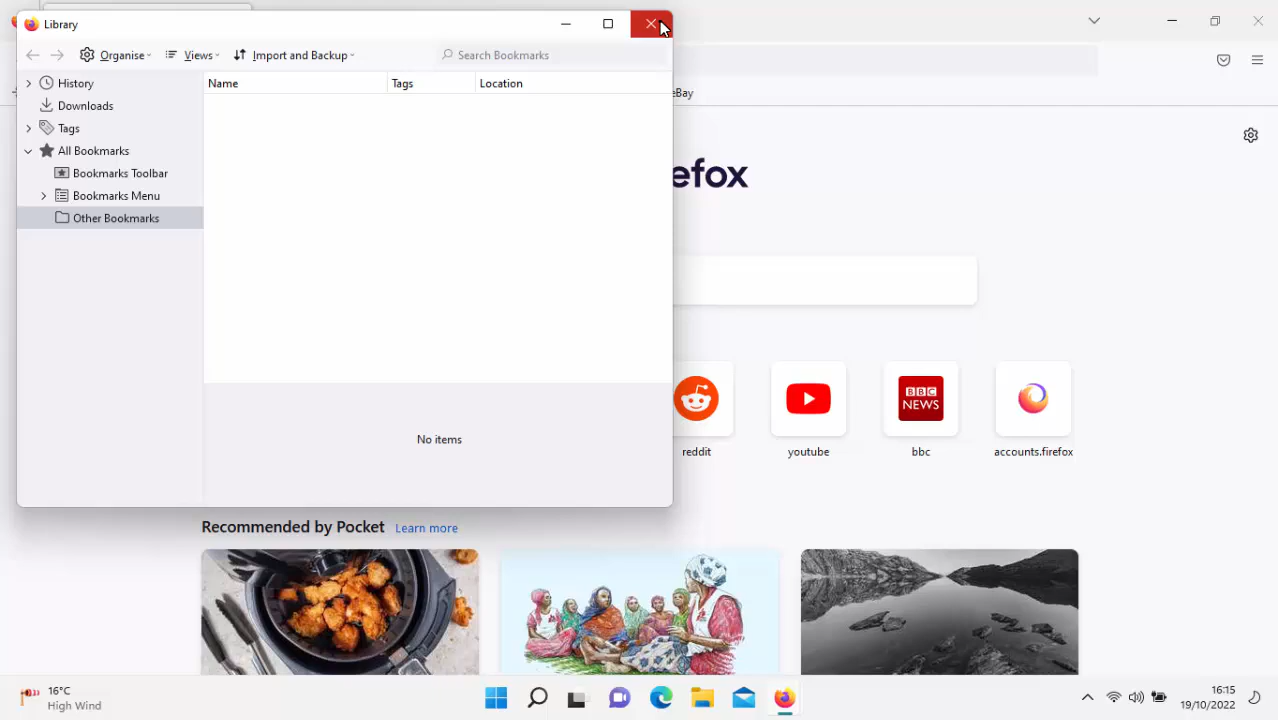 Library
Organise
Views
Import and Backup
Search Bookmarks
History
Downloads
Tags
All Bookmarks
Bookmarks Toolbar
Bookmarks Menu
Other Bookmarks
Name
Tags
Location
No items
eBay
efox
BBC
NEWS
reddit
youtube
bbc
accounts.firefox
Recommended by Pocket
Learn more
16°C
High Wind
16:15
19/10/2022